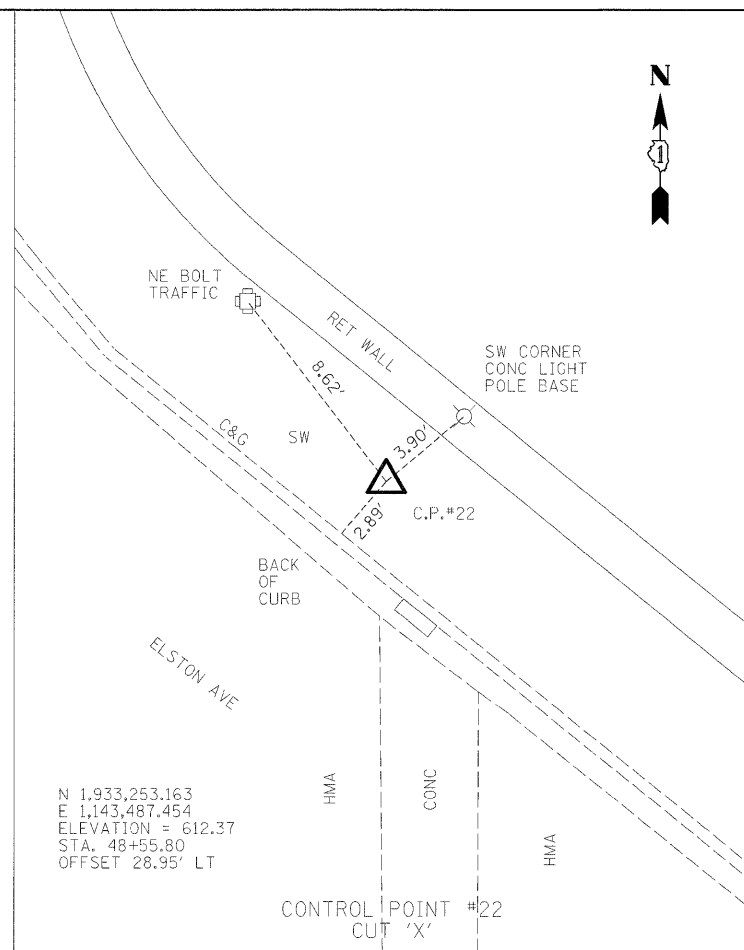 N
1
NE BOLT
TRAFFIC
RET WALL
SW CORNER
CONC LIGHT
POLE BASE
8.62'
C&G
SW
3.90'
C.P.#22
2.89'
BACK
OF
CURB
ELSTON AVE
HMA
CONC
HMA
N 1,933,253.163
E 1,143,487.454
ELEVATION = 612.37
STA. 48+55.80
OFFSET 28.95' LT
CONTROL POINT #22
CUT 'X'